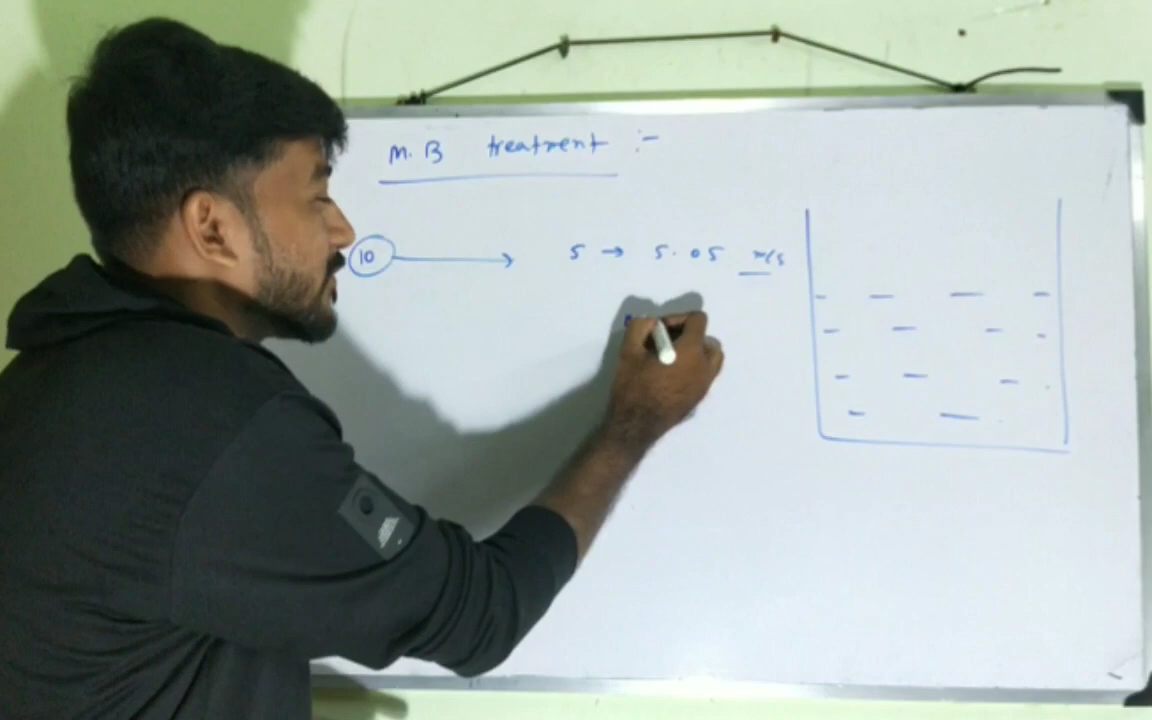 M.B treatment :-
10 → 5 → 5.05 m/s